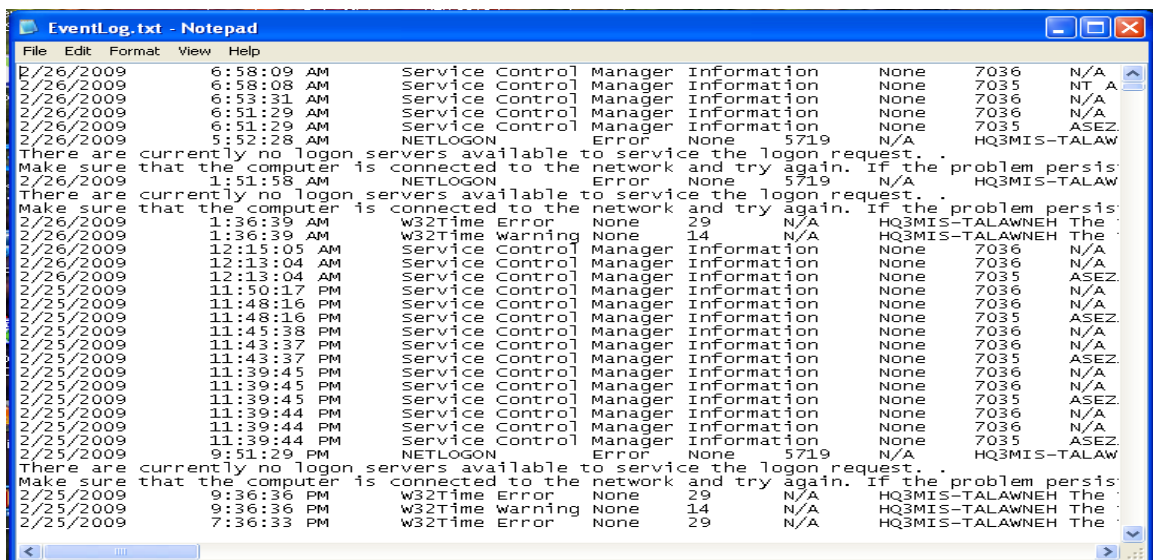 EventLog.txt - Notepad
File Edit Format View Help
2/26/2009 6:58:09 AM Service Control Manager Information None 7036 N/A
2/26/2009 6:58:08 AM Service Control Manager Information None 7035 NT A
2/26/2009 6:53:31 AM Service Control Manager Information None 7036 N/A
2/26/2009 6:51:29 AM Service Control Manager Information None 7036 N/A
2/26/2009 6:51:29 AM Service Control Manager Information None 7035 ASEZ
2/26/2009 5:52:28 AM NETLOGON Error None 5719 N/A HQ3MIS-TALAW
There are currently no logon servers available to service the logon request. .
Make sure that the computer is connected to the network and try again. If the problem persis
2/26/2009 1:51:58 AM NETLOGON Error None 5719 N/A HQ3MIS-TALAW
There are currently no logon servers available to service the logon request. .
Make sure that the computer is connected to the network and try again. If the problem persis
2/26/2009 1:36:39 AM W32Time Error None 29 N/A HQ3MIS-TALAWNEH The
2/26/2009 1:36:39 AM W32Time Warning None 14 N/A HQ3MIS-TALAWNEH The
2/26/2009 12:15:05 AM Service Control Manager Information None 7036 N/A
2/26/2009 12:13:04 AM Service Control Manager Information None 7036 N/A
2/26/2009 12:13:04 AM Service Control Manager Information None 7035 ASEZ
2/25/2009 11:50:17 PM Service Control Manager Information None 7036 N/A
2/25/2009 11:48:16 PM Service Control Manager Information None 7036 N/A
2/25/2009 11:48:16 PM Service Control Manager Information None 7035 ASEZ
2/25/2009 11:45:38 PM Service Control Manager Information None 7036 N/A
2/25/2009 11:43:37 PM Service Control Manager Information None 7036 N/A
2/25/2009 11:43:37 PM Service Control Manager Information None 7035 ASEZ
2/25/2009 11:39:45 PM Service Control Manager Information None 7036 N/A
2/25/2009 11:39:45 PM Service Control Manager Information None 7035 ASEZ
2/25/2009 11:39:44 PM Service Control Manager Information None 7036 N/A
2/25/2009 11:39:44 PM Service Control Manager Information None 7036 N/A
2/25/2009 11:39:44 PM Service Control Manager Information None 7035 ASEZ
2/25/2009 9:51:29 PM NETLOGON Error None 5719 N/A HQ3MIS-TALAW
There are currently no logon servers available to service the logon request. .
Make sure that the computer is connected to the network and try again. If the problem persis
2/25/2009 9:36:36 PM W32Time Error None 29 N/A HQ3MIS-TALAWNEH The
2/25/2009 9:36:36 PM W32Time Warning None 14 N/A HQ3MIS-TALAWNEH The
2/25/2009 7:36:33 PM W32Time Error None 29 N/A HQ3MIS-TALAWNEH The